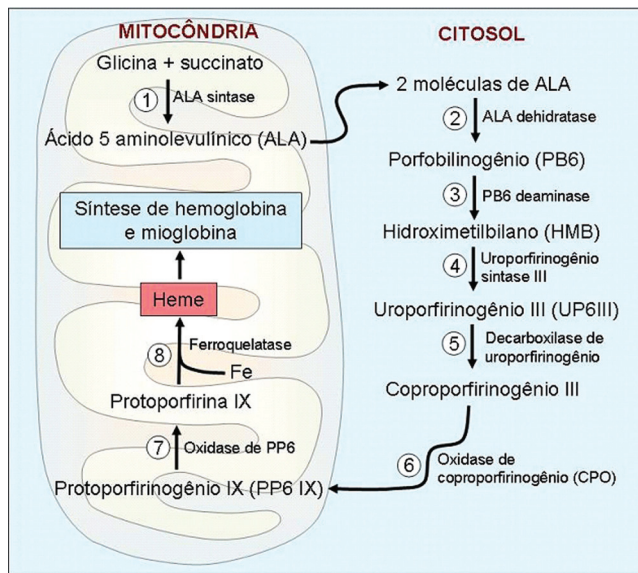 MITOCÔNDRIA
Glicina + succinato
1
ALA sintase
Ácido 5 aminolevulínico (ALA)
Síntese de hemoglobina
e mioglobina
Heme
8
Ferroquelatase
Fe
Protoporfirina IX
7
Oxidase de PP6
Protoporfirinogênio IX (PP6 IX)
CITOSOL
2 moléculas de ALA
2
ALA dehidratase
Porfobilinogênio (PB6)
3
PB6 deaminase
Hidroximetilbilano (HMB)
4
Uroporfirinogênio
sintase III
Uroporfirinogênio III (UP6III)
5
Decarboxilase de
uroporfirinogênio
Coproporfirinogênio III
6
Oxidase de
coproporfirinogênio (CPO)